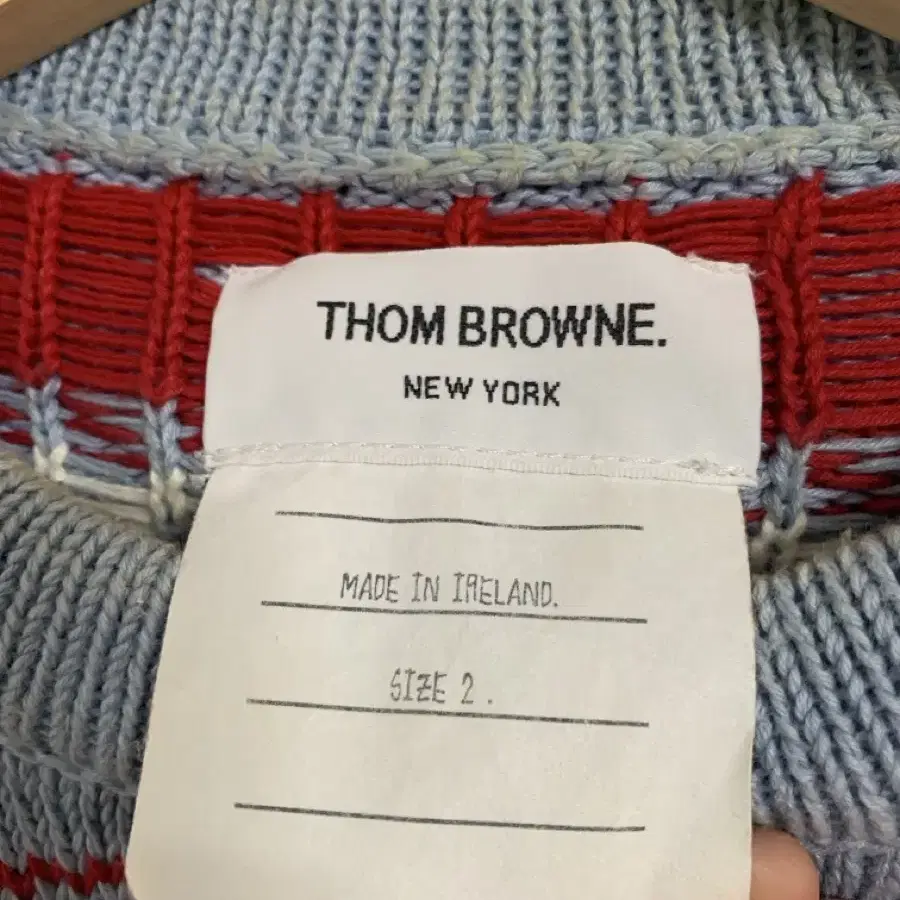 THOM BROWNE.
NEW YORK
MADE IN IRELAND.
SIZE 2.